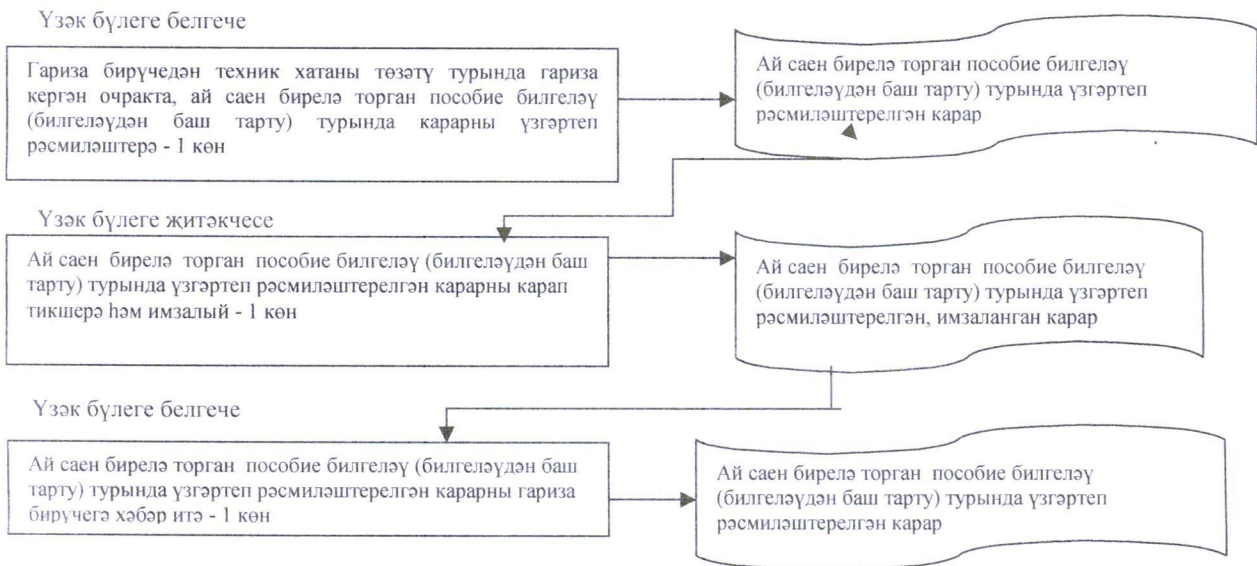 Үзәк бүлеге белгече
Гариза бирүчедән техник хатаны төзәтү турында гариза
кергән очракта, ай саен бирелә торган пособие билгеләү
(билгеләүдән баш тарту) турында карарны үзгәртеп
рәсмиләштерә - 1 көн
Ай саен бирелә торган пособие билгеләү
(билгеләүдән баш тарту) турында үзгәртеп
рәсмиләштерелгән карар
Үзәк бүлеге җитәкчесе
Ай саен бирелә торган пособие билгеләү (билгеләүдән баш
тарту) турында үзгәртеп рәсмиләштерелгән карарны карап
тикшерә һәм имзалый - 1 көн
Ай саен бирелә торган пособие билгеләү
(билгеләүдән баш тарту) турында үзгәртеп
рәсмиләштерелгән, имзаланган карар
Үзәк бүлеге белгече
Ай саен бирелә торган пособие билгеләү (билгеләүдән баш
тарту) турында үзгәртеп рәсмиләштерелгән карарны гариза
бирүчегә хәбәр итә - 1 көн
Ай саен бирелә торган пособие билгеләү
(билгеләүдән баш тарту) турында үзгәртеп
рәсмиләштерелгән карар